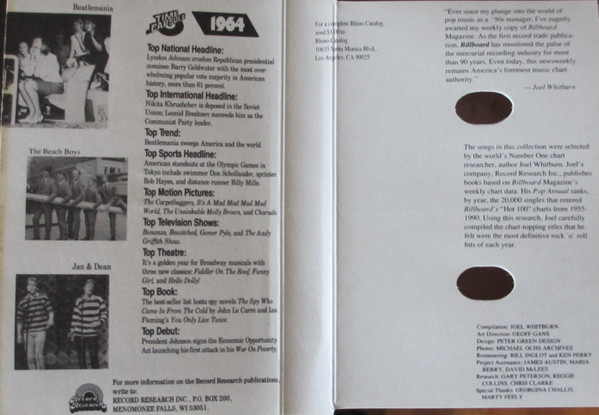 Beatlemania
The Beach Boys
Jan & Dean
TIME CAPSULE
1964
Top National Headline:
Lyndon Johnson crushes Republican presidential
nominee Barry Goldwater with the most over-
whelming popular vote majority in American
history, more than 61 percent.
Top International Headline:
Nikita Khrushchev is deposed in the Soviet
Union; Leonid Brezhnev succeeds him as the
Communist Party leader.
Top Trend:
Beatlemania sweeps America and the world.
Top Sports Headline:
American standouts at the Olympic Games in
Tokyo include swimmer Don Schollander, sprinter
Bob Hayes, and distance runner Billy Mills.
Top Motion Pictures:
The Carpetbaggers, It's A Mad Mad Mad Mad
World, The Unsinkable Molly Brown, and Charade.
Top Television Shows:
Bonanza, Bewitched, Gomer Pyle, and The Andy
Griffith Show.
Top Theatre:
It's a golden year for Broadway musicals with
three new classics: Fiddler On The Roof, Funny
Girl, and Hello Dolly!
Top Book:
The best-seller list hosts spy novels The Spy Who
Came In From The Cold by John Le Carre and Ian
Fleming's You Only Live Twice.
Top Debut:
President Johnson signs the Economic Opportunity
Act launching his first attack in his War On Poverty.
For more information on the Record Research publications,
write to:
RECORD RESEARCH INC., P.O. BOX 200,
MENOMONEE FALLS, WI 53051.
Record Research
For a complete Rhino Catalog,
send $1.00 to:
Rhino Catalog
10635 Santa Monica Blvd.,
Los Angeles, CA 90025
"Ever since my plunge into the world of
pop music as a '50s teenager, I've eagerly
awaited my weekly copy of Billboard
Magazine. As the first record trade publica-
tion, Billboard has monitored the pulse of
the mercurial recording industry for more
than 90 years. Even today, this newsweekly
remains America's foremost music chart
authority."
— Joel Whitburn
The songs in this collection were selected
by the world's Number One chart
researcher, author Joel Whitburn. Joel's
company, Record Research Inc., publishes
books based on Billboard Magazine's
weekly chart data. His Pop Annual ranks,
by year, the 20,000 singles that entered
Billboard's "Hot 100" charts from 1955-
1990. Using this research, Joel carefully
compiled the chart-topping titles that he
felt were the most definitive rock 'n' roll
hits of each year.
Compilation: JOEL WHITBURN
Art Direction: GEOFF GANS
Design: PETER GREEN DESIGN
Photos: MICHAEL OCHS ARCHIVES
Remastering: BILL INGLOT and KEN PERRY
Project Assistance: JAMES AUSTIN, MARIA
BERRY, DAVID McLEES
Research: GARY PETERSON, REGGIE
COLLINS, CHRIS CLARKE
Special Thanks: GEORGINA CHALLIS,
MARTY FEELY